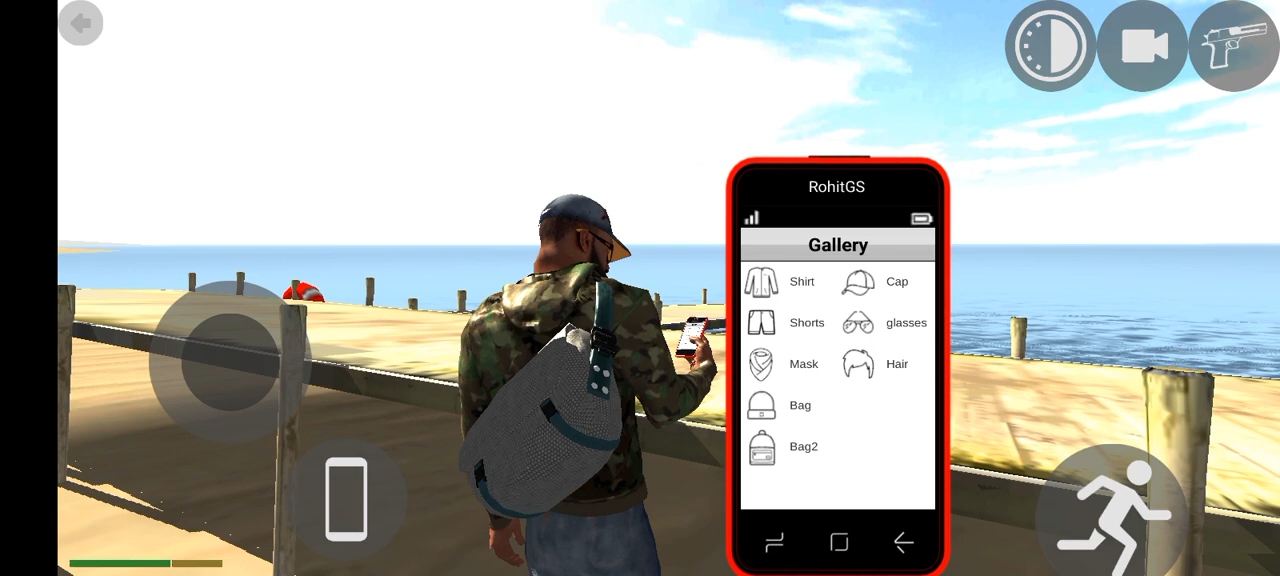 RohitGS
Gallery
Shirt Cap
Shorts glasses
Mask Hair
Bag
Bag2